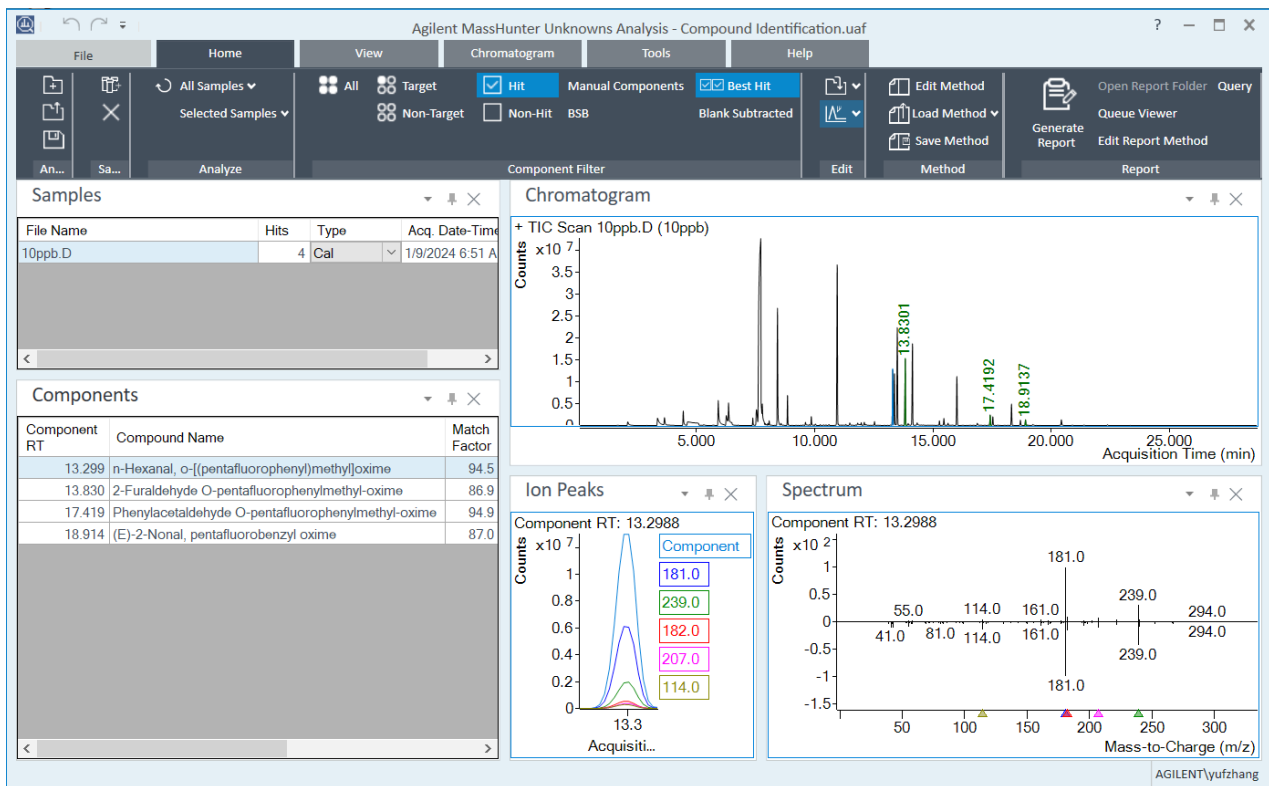 Agilent MassHunter Unknowns Analysis - Compound Identification.uaf
?
File Home View Chromatogram Tools Help
All Samples
Selected Samples
An...
Sa...
Analyze
All Target Hit Manual Components Best Hit
Non-Target Non-Hit BSB Blank Subtracted
Component Filter
Edit
Edit Method
Load Method
Save Method
Method
Generate
Report
Open Report Folder Query
Queue Viewer
Edit Report Method
Report
Samples
File Name Hits Type Acq. Date-Time
10ppb.D 4 Cal 1/9/2024 6:51 A
Components
Component
RT
Compound Name
Match
Factor
13.299 n-Hexanal, o-[(pentafluorophenyl)methyl]oxime 94.5
13.830 2-Furaldehyde O-pentafluorophenylmethyl-oxime 86.9
17.419 Phenylacetaldehyde O-pentafluorophenylmethyl-oxime 94.9
18.914 (E)-2-Nonal, pentafluorobenzyl oxime 87.0
Chromatogram
+ TIC Scan 10ppb.D (10ppb)
Counts
x10 7
3.5
3
2.5
2
1.5
1
0.5
0
13.8301
17.4192
18.9137
5.000 10.000 15.000 20.000 25.000
Acquisition Time (min)
Ion Peaks
Component RT: 13.2988
Counts
x10 7
1
0.8
0.6
0.4
0.2
0
Component
181.0
239.0
182.0
207.0
114.0
13.3
Acquisiti...
Spectrum
Component RT: 13.2988
Counts
x10 2
1
0.5
0
-0.5
-1
-1.5
181.0
55.0 114.0 161.0 239.0 294.0
41.0 81.0 114.0 161.0 239.0 294.0
181.0
50 100 150 200 250 300
Mass-to-Charge (m/z)
AGILENT\yufzhang